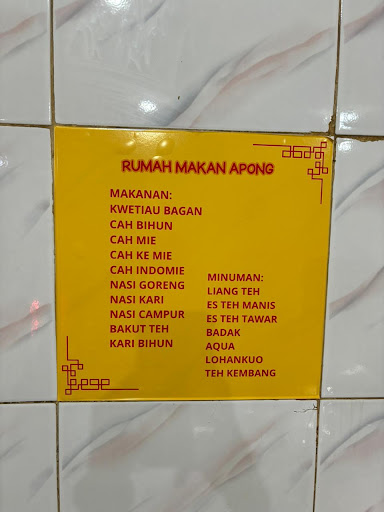 RUMAH MAKAN APONG
MAKANAN:
KWETIAU BAGAN
CAH BIHUN
CAH MIE
CAH KE MIE
CAH INDOMIE
NASI GORENG
NASI KARI
NASI CAMPUR
BAKUT TEH
KARI BIHUN
MINUMAN:
LIANG TEH
ES TEH MANIS
ES TEH TAWAR
BADAK
AQUA
LOHANKUO
TEH KEMBANG